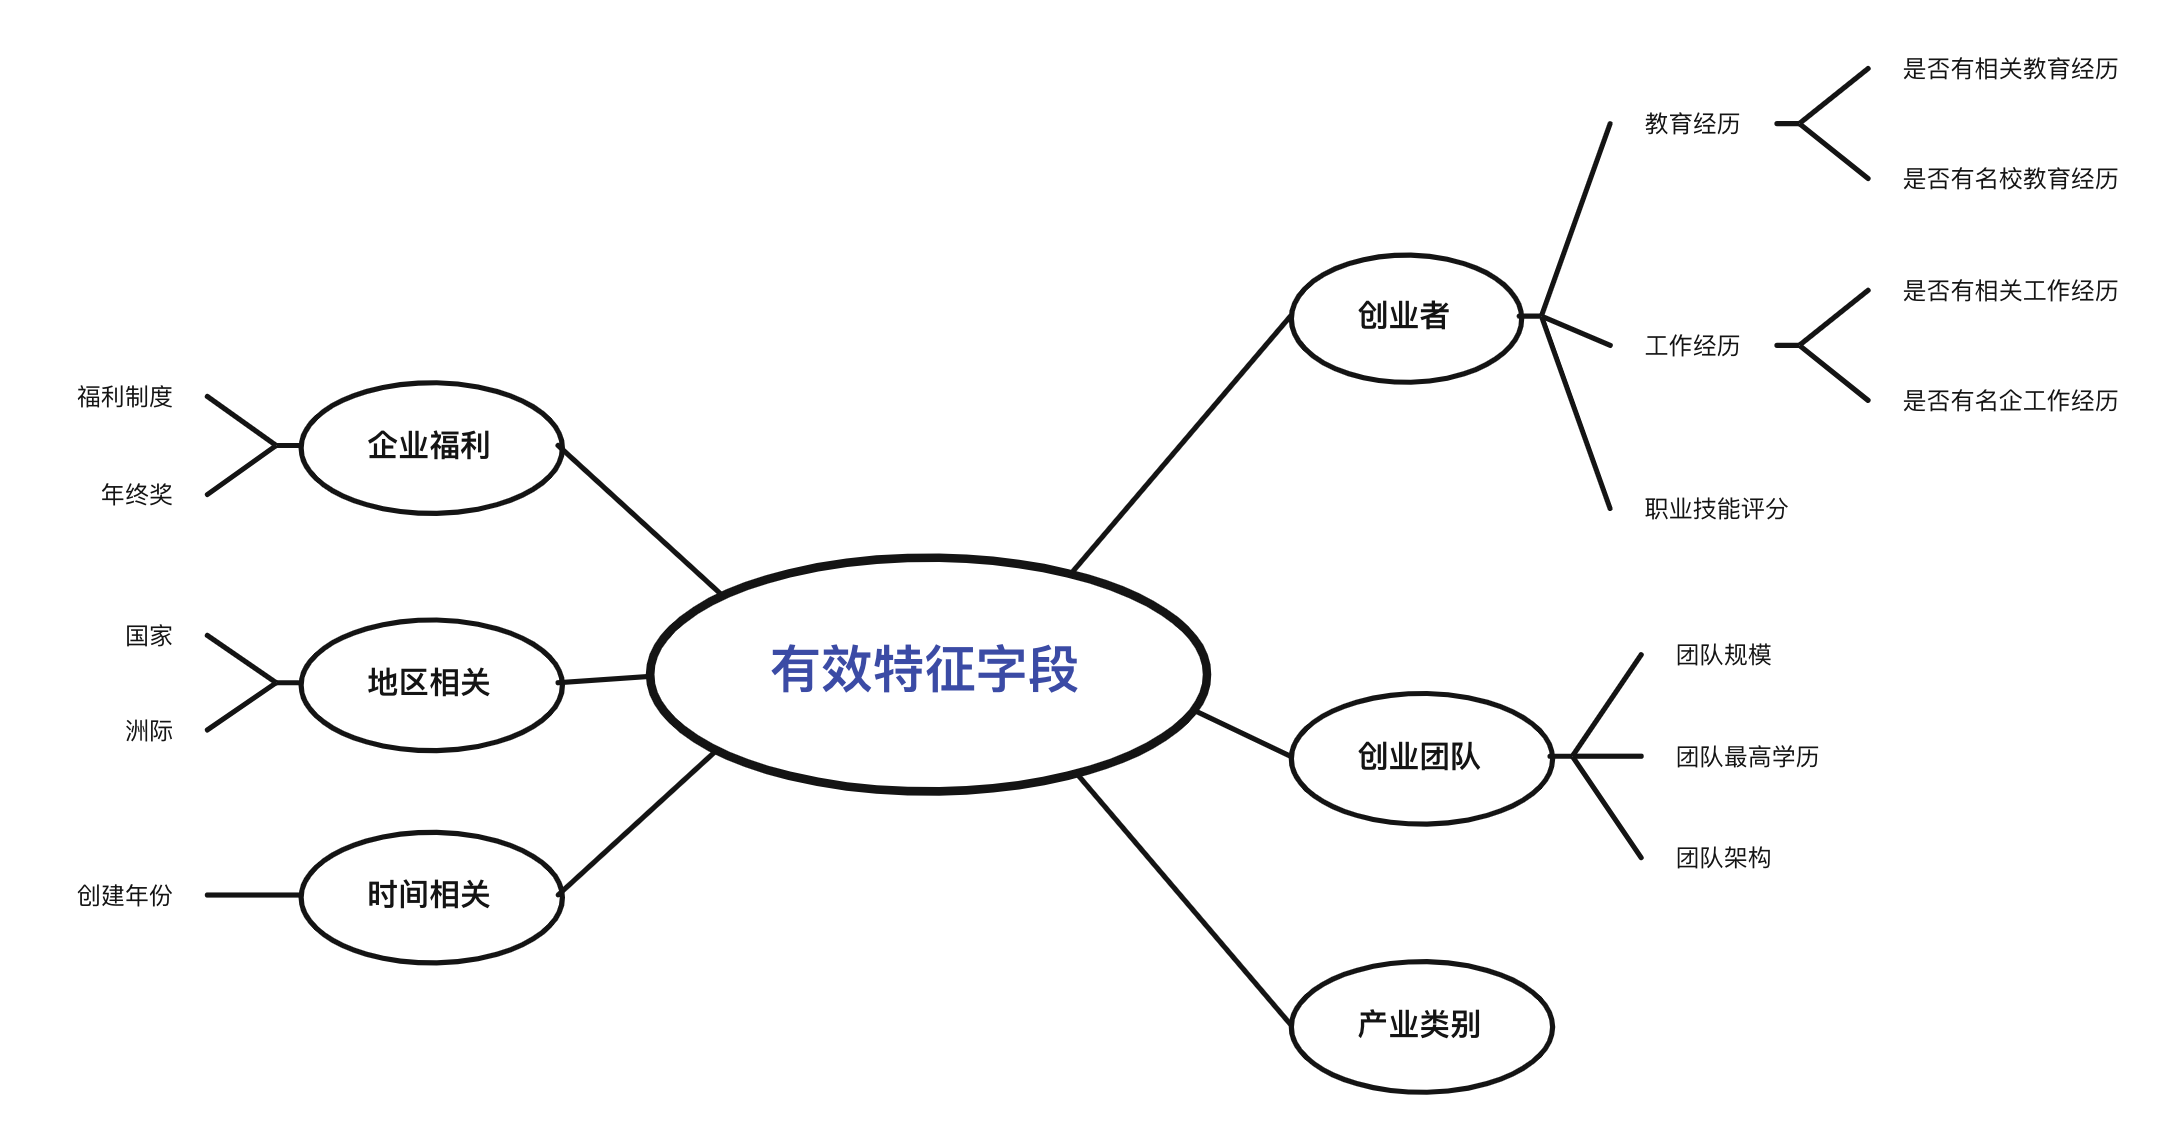 有效特征字段
创业者
教育经历
是否有相关教育经历
是否有名校教育经历
工作经历
是否有相关工作经历
是否有名企工作经历
职业技能评分
创业团队
团队规模
团队最高学历
团队架构
产业类别
企业福利
福利制度
年终奖
地区相关
国家
洲际
时间相关
创建年份